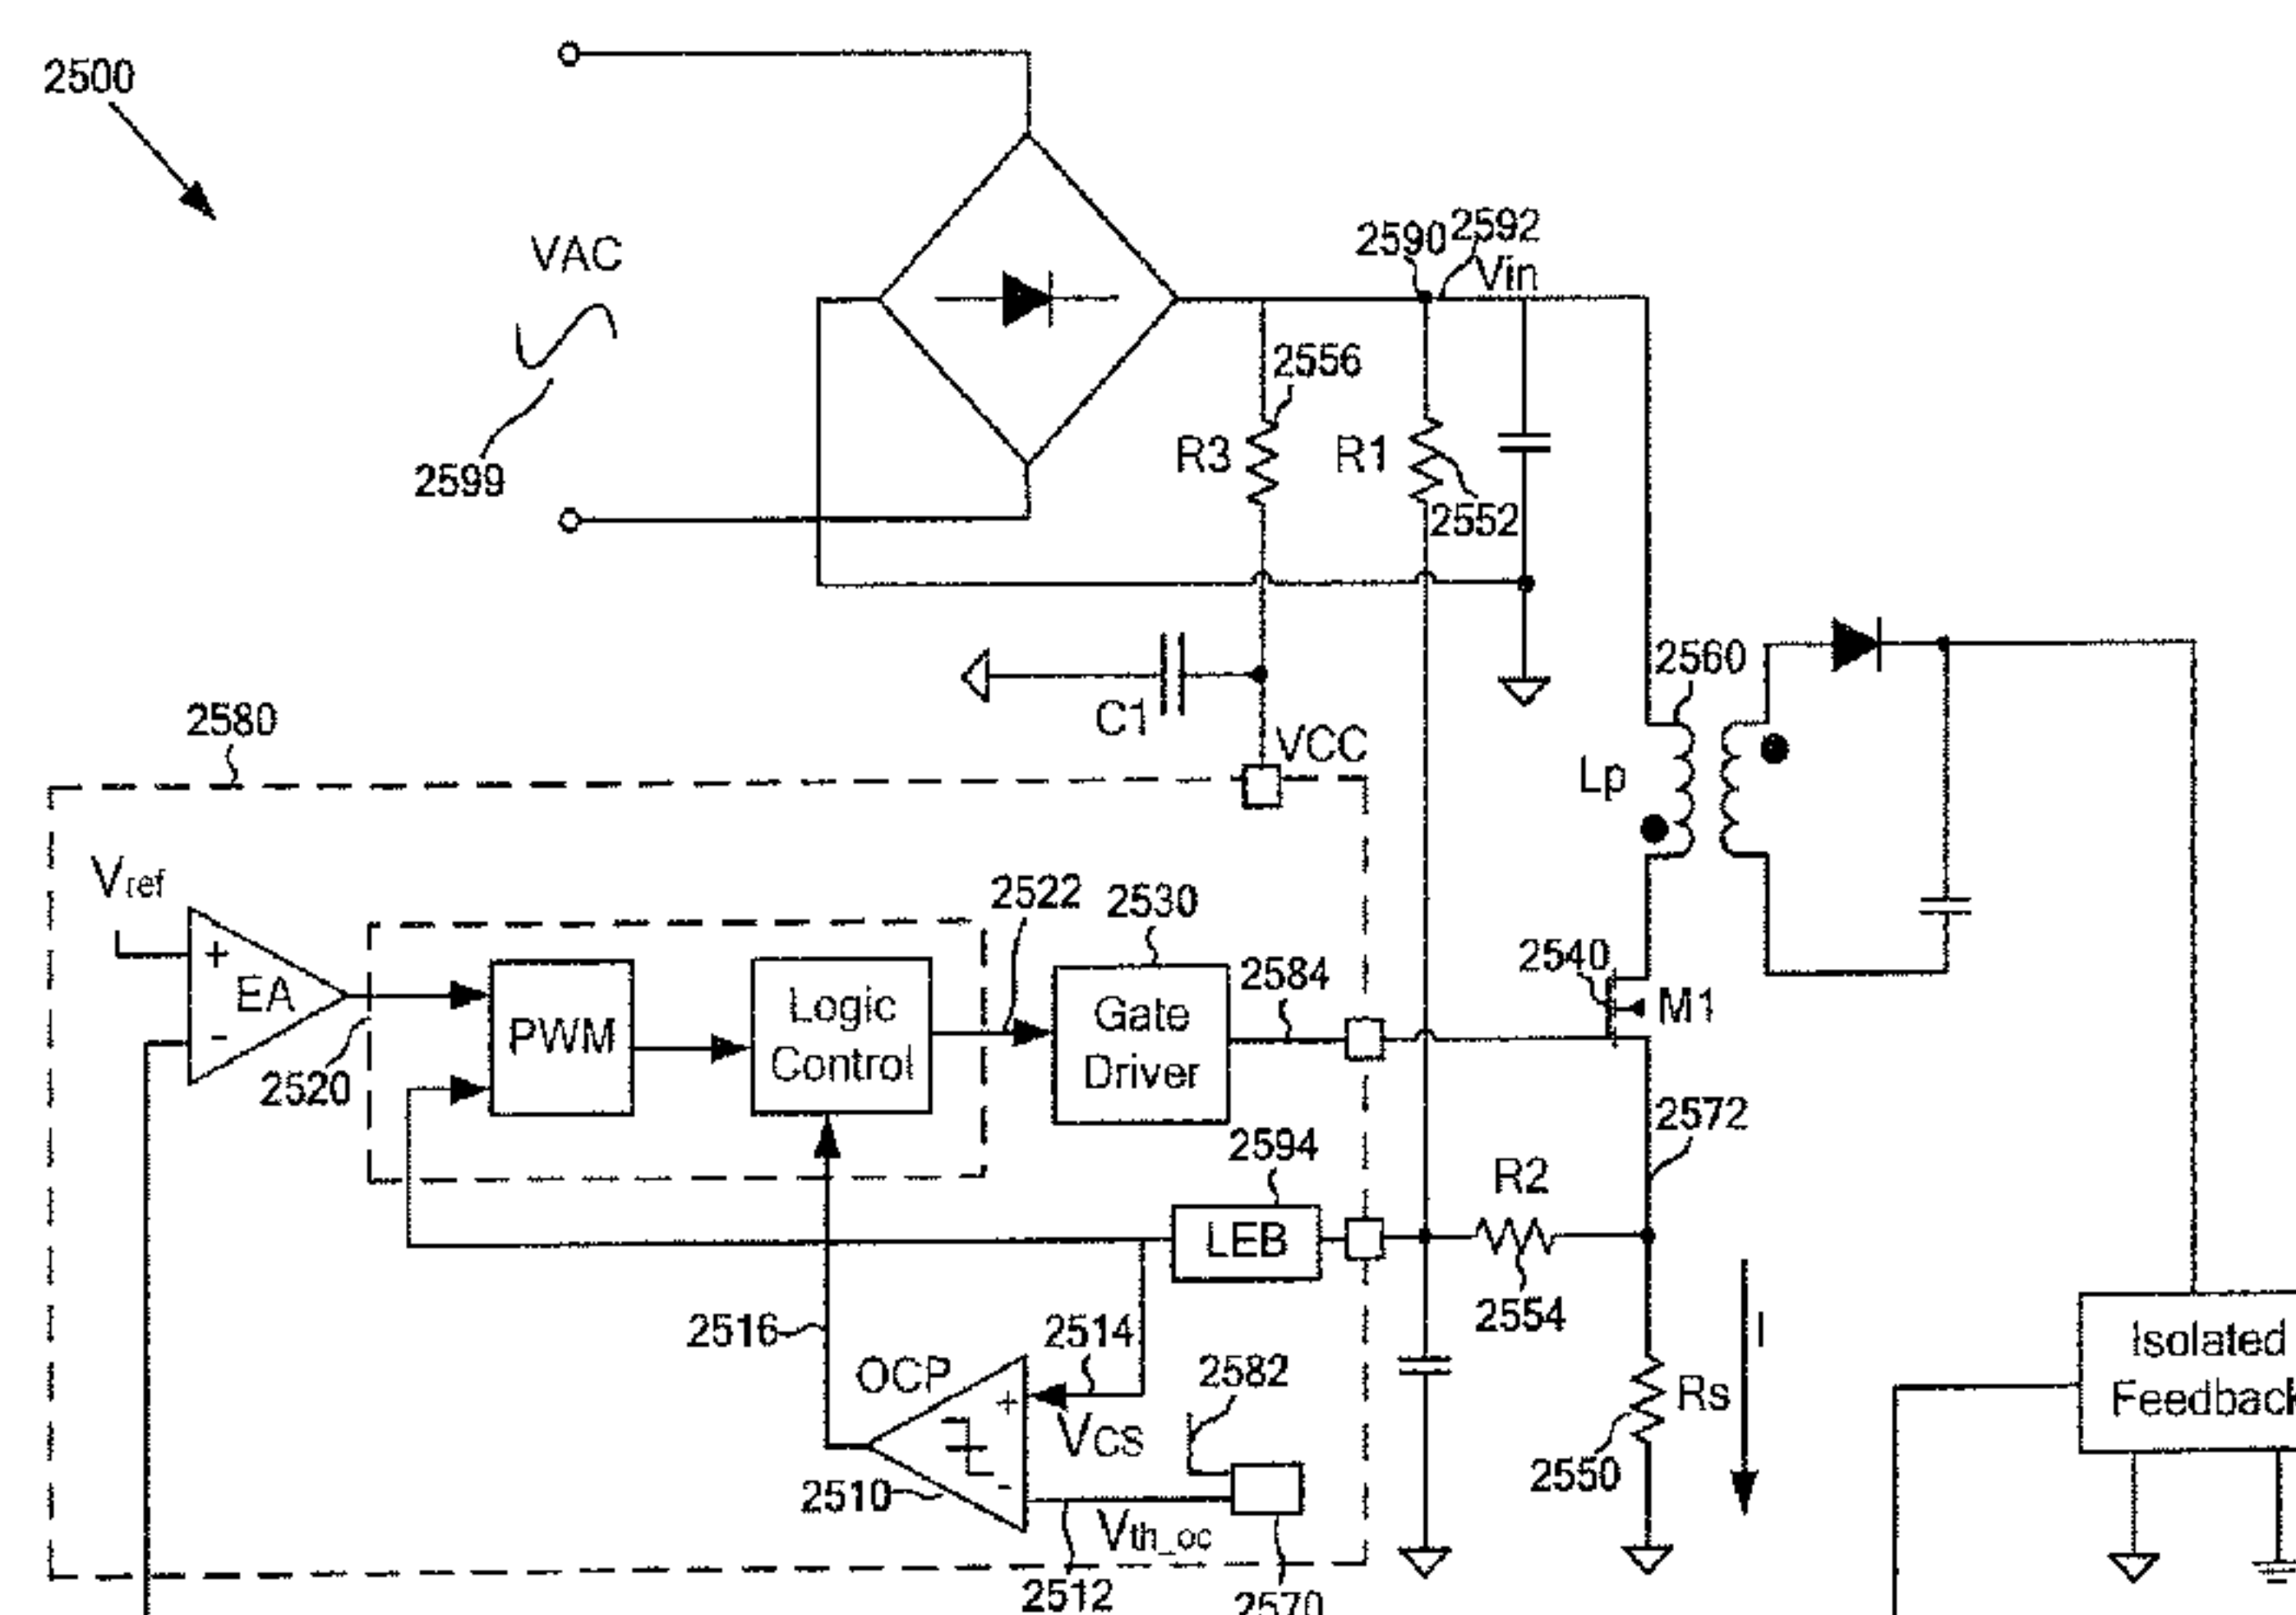 2500
VAC
2599
2590
2592
Vin
2556
R3
R1
2552
C1
VCC
2560
Lp
2580
Vref
+
EA
-
2520
PWM
Logic
Control
2522
2530
Gate
Driver
2584
2540
M1
2572
2594
LEB
R2
2554
2516
OCP
2514
+
VCS
-
2510
2582
Vth_oc
2512
2570
Rs
2550
I
Isolated
Feedback